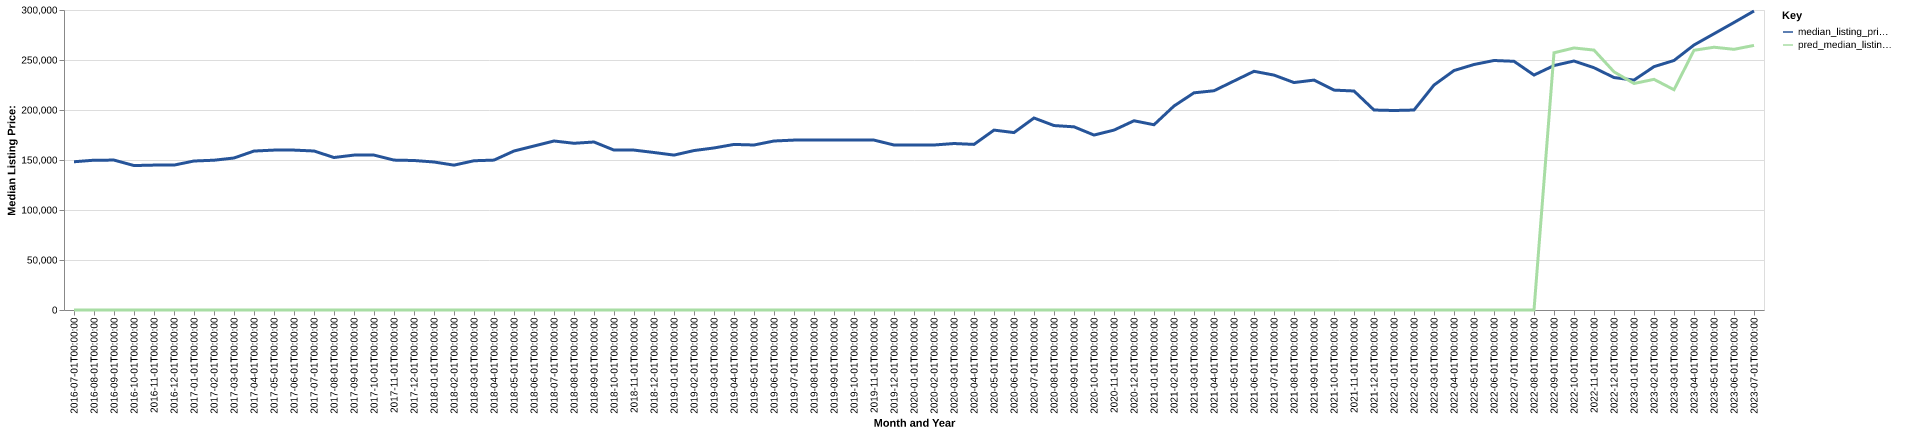 300,000
250,000
200,000
150,000
100,000
50,000
0
Median Listing Price:
2016-07-01T00:00:00
2016-08-01T00:00:00
2016-09-01T00:00:00
2016-10-01T00:00:00
2016-11-01T00:00:00
2016-12-01T00:00:00
2017-01-01T00:00:00
2017-02-01T00:00:00
2017-03-01T00:00:00
2017-04-01T00:00:00
2017-05-01T00:00:00
2017-06-01T00:00:00
2017-07-01T00:00:00
2017-08-01T00:00:00
2017-09-01T00:00:00
2017-10-01T00:00:00
2017-11-01T00:00:00
2017-12-01T00:00:00
2018-01-01T00:00:00
2018-02-01T00:00:00
2018-03-01T00:00:00
2018-04-01T00:00:00
2018-05-01T00:00:00
2018-06-01T00:00:00
2018-07-01T00:00:00
2018-08-01T00:00:00
2018-09-01T00:00:00
2018-10-01T00:00:00
2018-11-01T00:00:00
2018-12-01T00:00:00
2019-01-01T00:00:00
2019-02-01T00:00:00
2019-03-01T00:00:00
2019-04-01T00:00:00
2019-05-01T00:00:00
2019-06-01T00:00:00
2019-07-01T00:00:00
2019-08-01T00:00:00
2019-09-01T00:00:00
2019-10-01T00:00:00
2019-11-01T00:00:00
2019-12-01T00:00:00
2020-01-01T00:00:00
2020-02-01T00:00:00
2020-03-01T00:00:00
2020-04-01T00:00:00
2020-05-01T00:00:00
2020-06-01T00:00:00
2020-07-01T00:00:00
2020-08-01T00:00:00
2020-09-01T00:00:00
2020-10-01T00:00:00
2020-11-01T00:00:00
2020-12-01T00:00:00
2021-01-01T00:00:00
2021-02-01T00:00:00
2021-03-01T00:00:00
2021-04-01T00:00:00
2021-05-01T00:00:00
2021-06-01T00:00:00
2021-07-01T00:00:00
2021-08-01T00:00:00
2021-09-01T00:00:00
2021-10-01T00:00:00
2021-11-01T00:00:00
2021-12-01T00:00:00
2022-01-01T00:00:00
2022-02-01T00:00:00
2022-03-01T00:00:00
2022-04-01T00:00:00
2022-05-01T00:00:00
2022-06-01T00:00:00
2022-07-01T00:00:00
2022-08-01T00:00:00
2022-09-01T00:00:00
2022-10-01T00:00:00
2022-11-01T00:00:00
2022-12-01T00:00:00
2023-01-01T00:00:00
2023-02-01T00:00:00
2023-03-01T00:00:00
2023-04-01T00:00:00
2023-05-01T00:00:00
2023-06-01T00:00:00
2023-07-01T00:00:00
Month and Year
Key
median_listing_pri…
pred_median_listin…